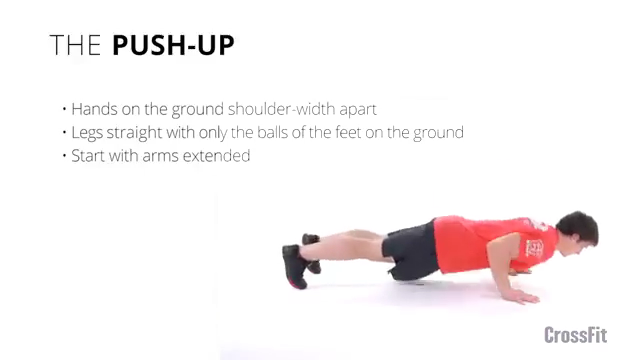 THE PUSH-UP
• Hands on the ground shoulder-width apart
• Legs straight with only the balls of the feet on the ground
• Start with arms extended
CrossFit